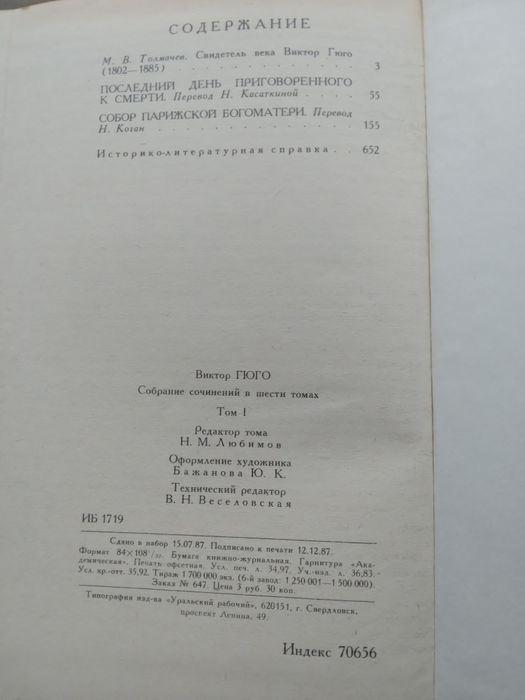 СОДЕРЖАНИЕ
М. В. Толмачев. Свидетель века Виктор Гюго
(1802—1885) . . . . . . . . . . . . 3
ПОСЛЕДНИЙ ДЕНЬ ПРИГОВОРЕННОГО
К СМЕРТИ. Перевод Н. Касаткиной . . . . 55
СОБОР ПАРИЖСКОЙ БОГОМАТЕРИ. Перевод
Н. Коган . . . . . . . . . . . . . 155
Историко-литературная справка . . 652
Виктор ГЮГО
Собрание сочинений в шести томах
Том I
Редактор тома
Н. М. Любимов
Оформление художника
Бажанова Ю. К.
Технический редактор
В. Н. Веселовская
ИБ 1719
Сдано в набор 15.07.87. Подписано к печати 12.12.87.
Формат 84×108¹/₃₂. Бумага книжно-журнальная. Гарнитура «Ака-
демическая». Печать офсетная. Усл. печ. л. 34,97. Уч.-изд. л. 36,83.
Усл. кр.-отт. 35,92. Тираж 1 700 000 экз. (6-й завод: 1 250 001—1 500 000).
Заказ № 647. Цена 3 руб. 30 коп.
Типография изд-ва «Уральский рабочий», 620151, г. Свердловск,
проспект Ленина, 49.
Индекс 70656